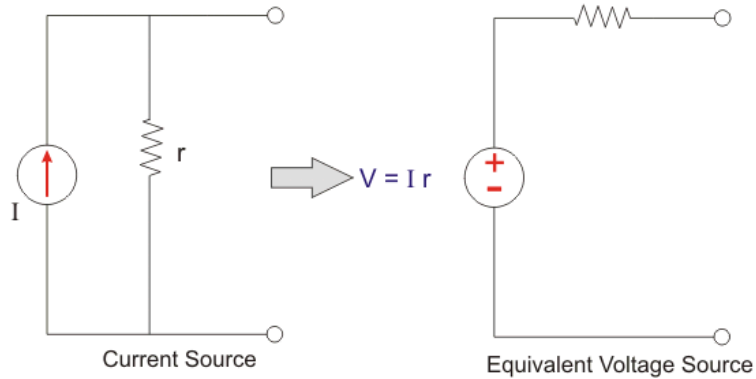 r
I
V = I r
+
-
Current Source
Equivalent Voltage Source